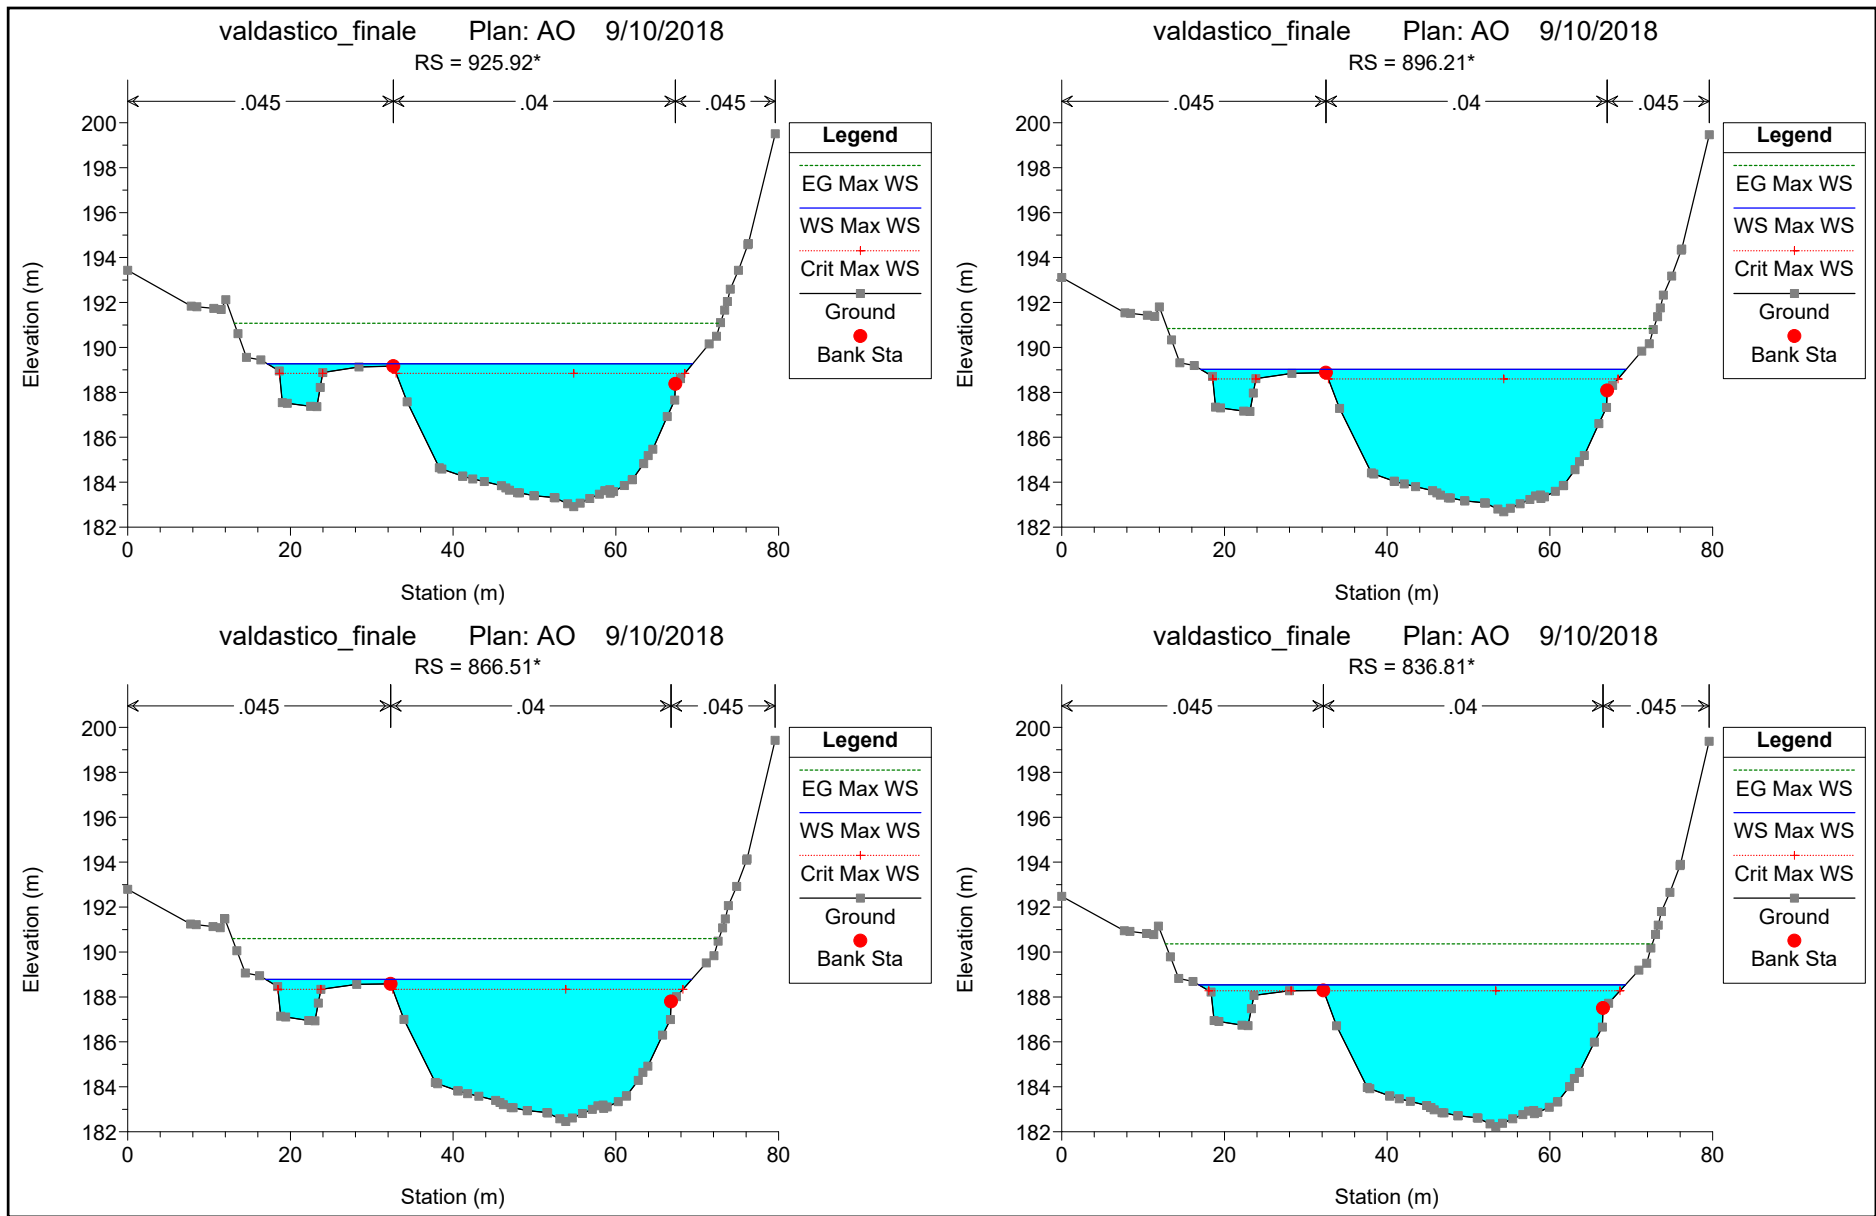 valdastico_finale Plan: AO 9/10/2018
RS = 925.92*
.045 .04 .045
200
198
196
194
192
190
188
186
184
182
0 20 40 60 80
Station (m)
Elevation (m)
Legend
EG Max WS
WS Max WS
Crit Max WS
Ground
Bank Sta
valdastico_finale Plan: AO 9/10/2018
RS = 896.21*
.045 .04 .045
200
198
196
194
192
190
188
186
184
182
0 20 40 60 80
Station (m)
Elevation (m)
Legend
EG Max WS
WS Max WS
Crit Max WS
Ground
Bank Sta
valdastico_finale Plan: AO 9/10/2018
RS = 866.51*
.045 .04 .045
200
198
196
194
192
190
188
186
184
182
0 20 40 60 80
Station (m)
Elevation (m)
Legend
EG Max WS
WS Max WS
Crit Max WS
Ground
Bank Sta
valdastico_finale Plan: AO 9/10/2018
RS = 836.81*
.045 .04 .045
200
198
196
194
192
190
188
186
184
182
0 20 40 60 80
Station (m)
Elevation (m)
Legend
EG Max WS
WS Max WS
Crit Max WS
Ground
Bank Sta